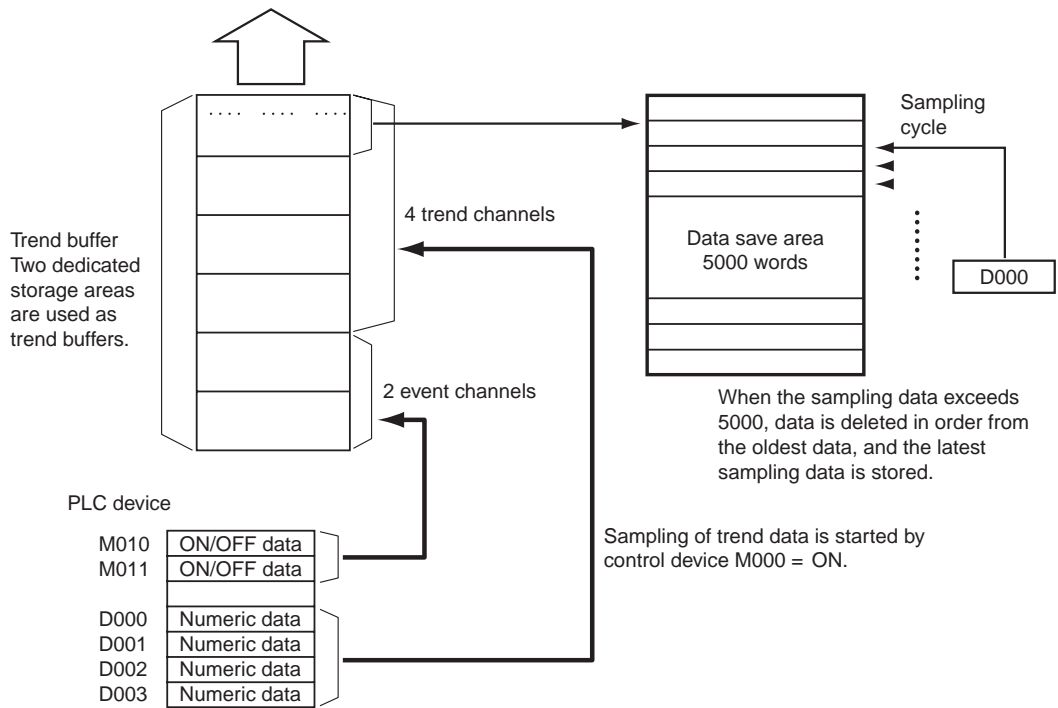 .... .... ....
Trend buffer
Two dedicated
storage areas
are used as
trend buffers.
4 trend channels
2 event channels
Sampling
cycle
Data save area
5000 words
D000
When the sampling data exceeds
5000, data is deleted in order from
the oldest data, and the latest
sampling data is stored.
PLC device
M010 ON/OFF data
M011 ON/OFF data
D000 Numeric data
D001 Numeric data
D002 Numeric data
D003 Numeric data
Sampling of trend data is started by
control device M000 = ON.